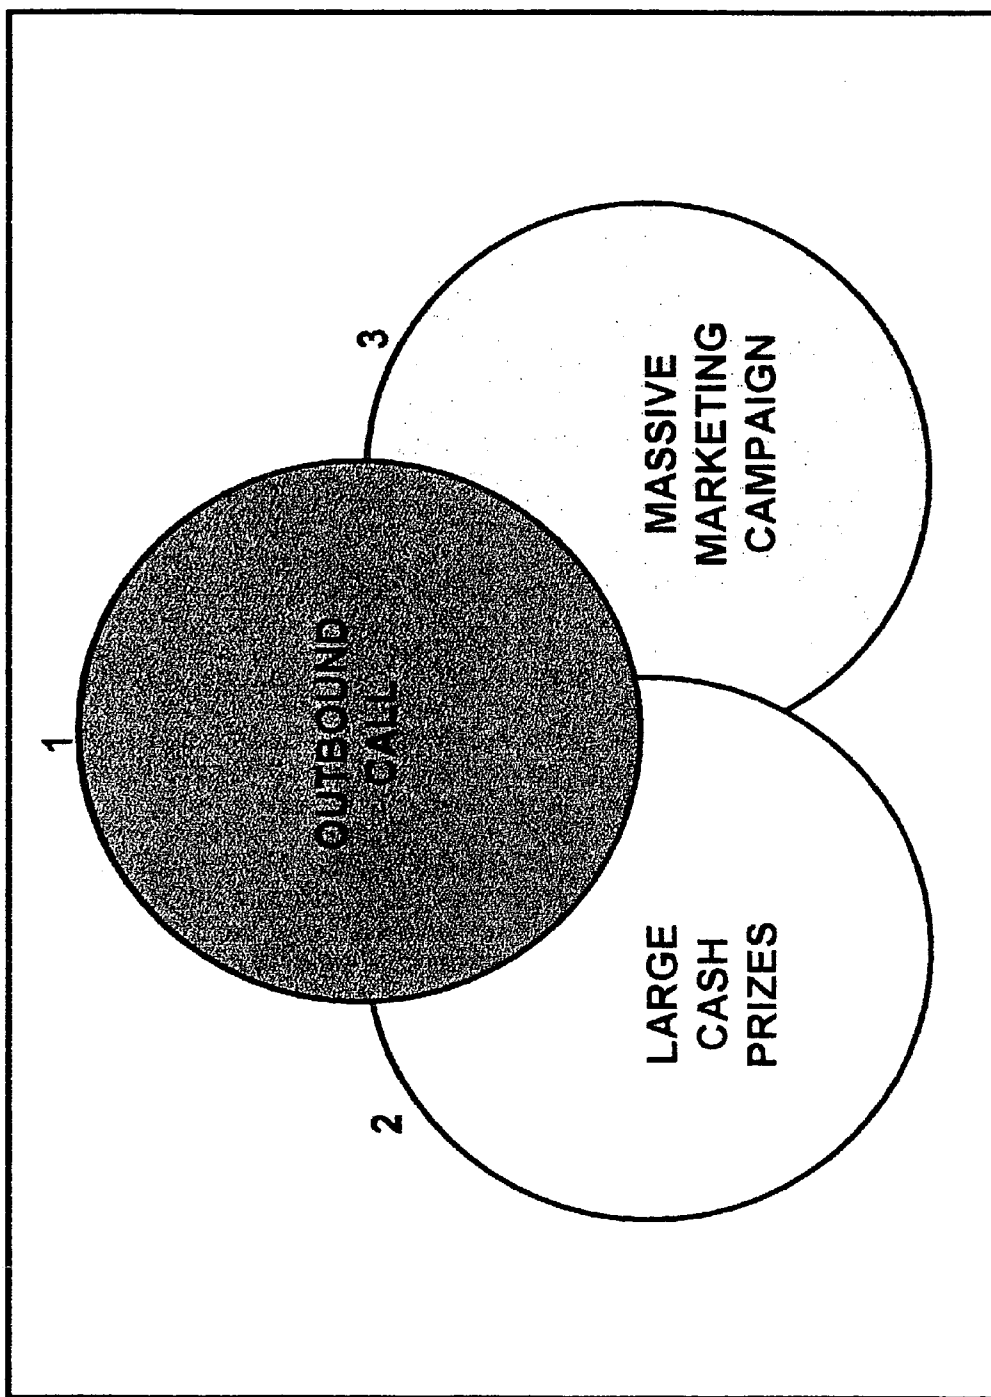 1
OUTBOUND
CALL
2
LARGE
CASH
PRIZES
3
MASSIVE
MARKETING
CAMPAIGN